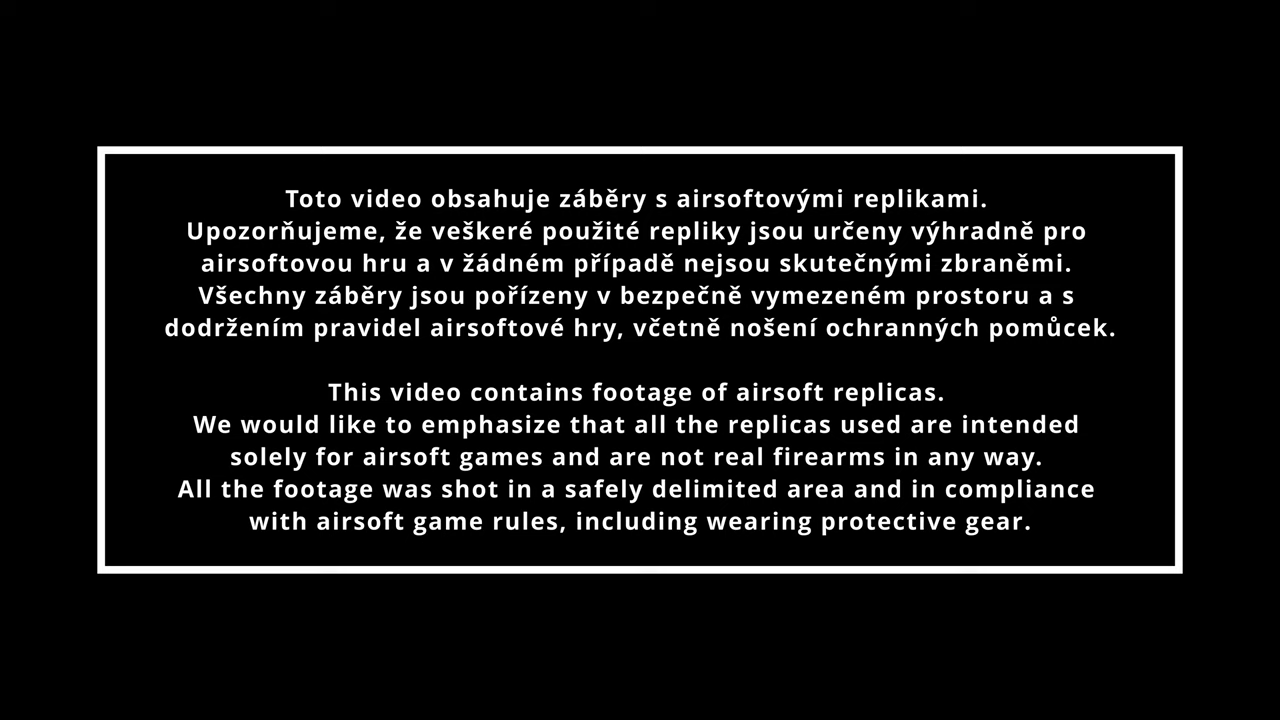 Toto video obsahuje záběry s airsoftovými replikami.
Upozorňujeme, že veškeré použité repliky jsou určeny výhradně pro
airsoftovou hru a v žádném případě nejsou skutečnými zbraněmi.
Všechny záběry jsou pořízeny v bezpečně vymezeném prostoru a s
dodržením pravidel airsoftové hry, včetně nošení ochranných pomůcek.
This video contains footage of airsoft replicas.
We would like to emphasize that all the replicas used are intended
solely for airsoft games and are not real firearms in any way.
All the footage was shot in a safely delimited area and in compliance
with airsoft game rules, including wearing protective gear.